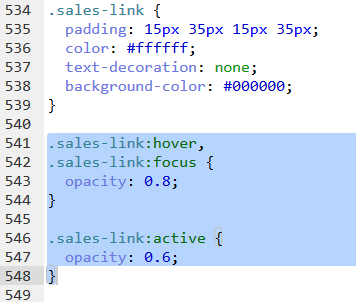 534 .sales-link {
535 padding: 15px 35px 15px 35px;
536 color: #ffffff;
537 text-decoration: none;
538 background-color: #000000;
539 }
540
541 .sales-link:hover,
542 .sales-link:focus {
543 opacity: 0.8;
544 }
545
546 .sales-link:active {
547 opacity: 0.6;
548 }
549